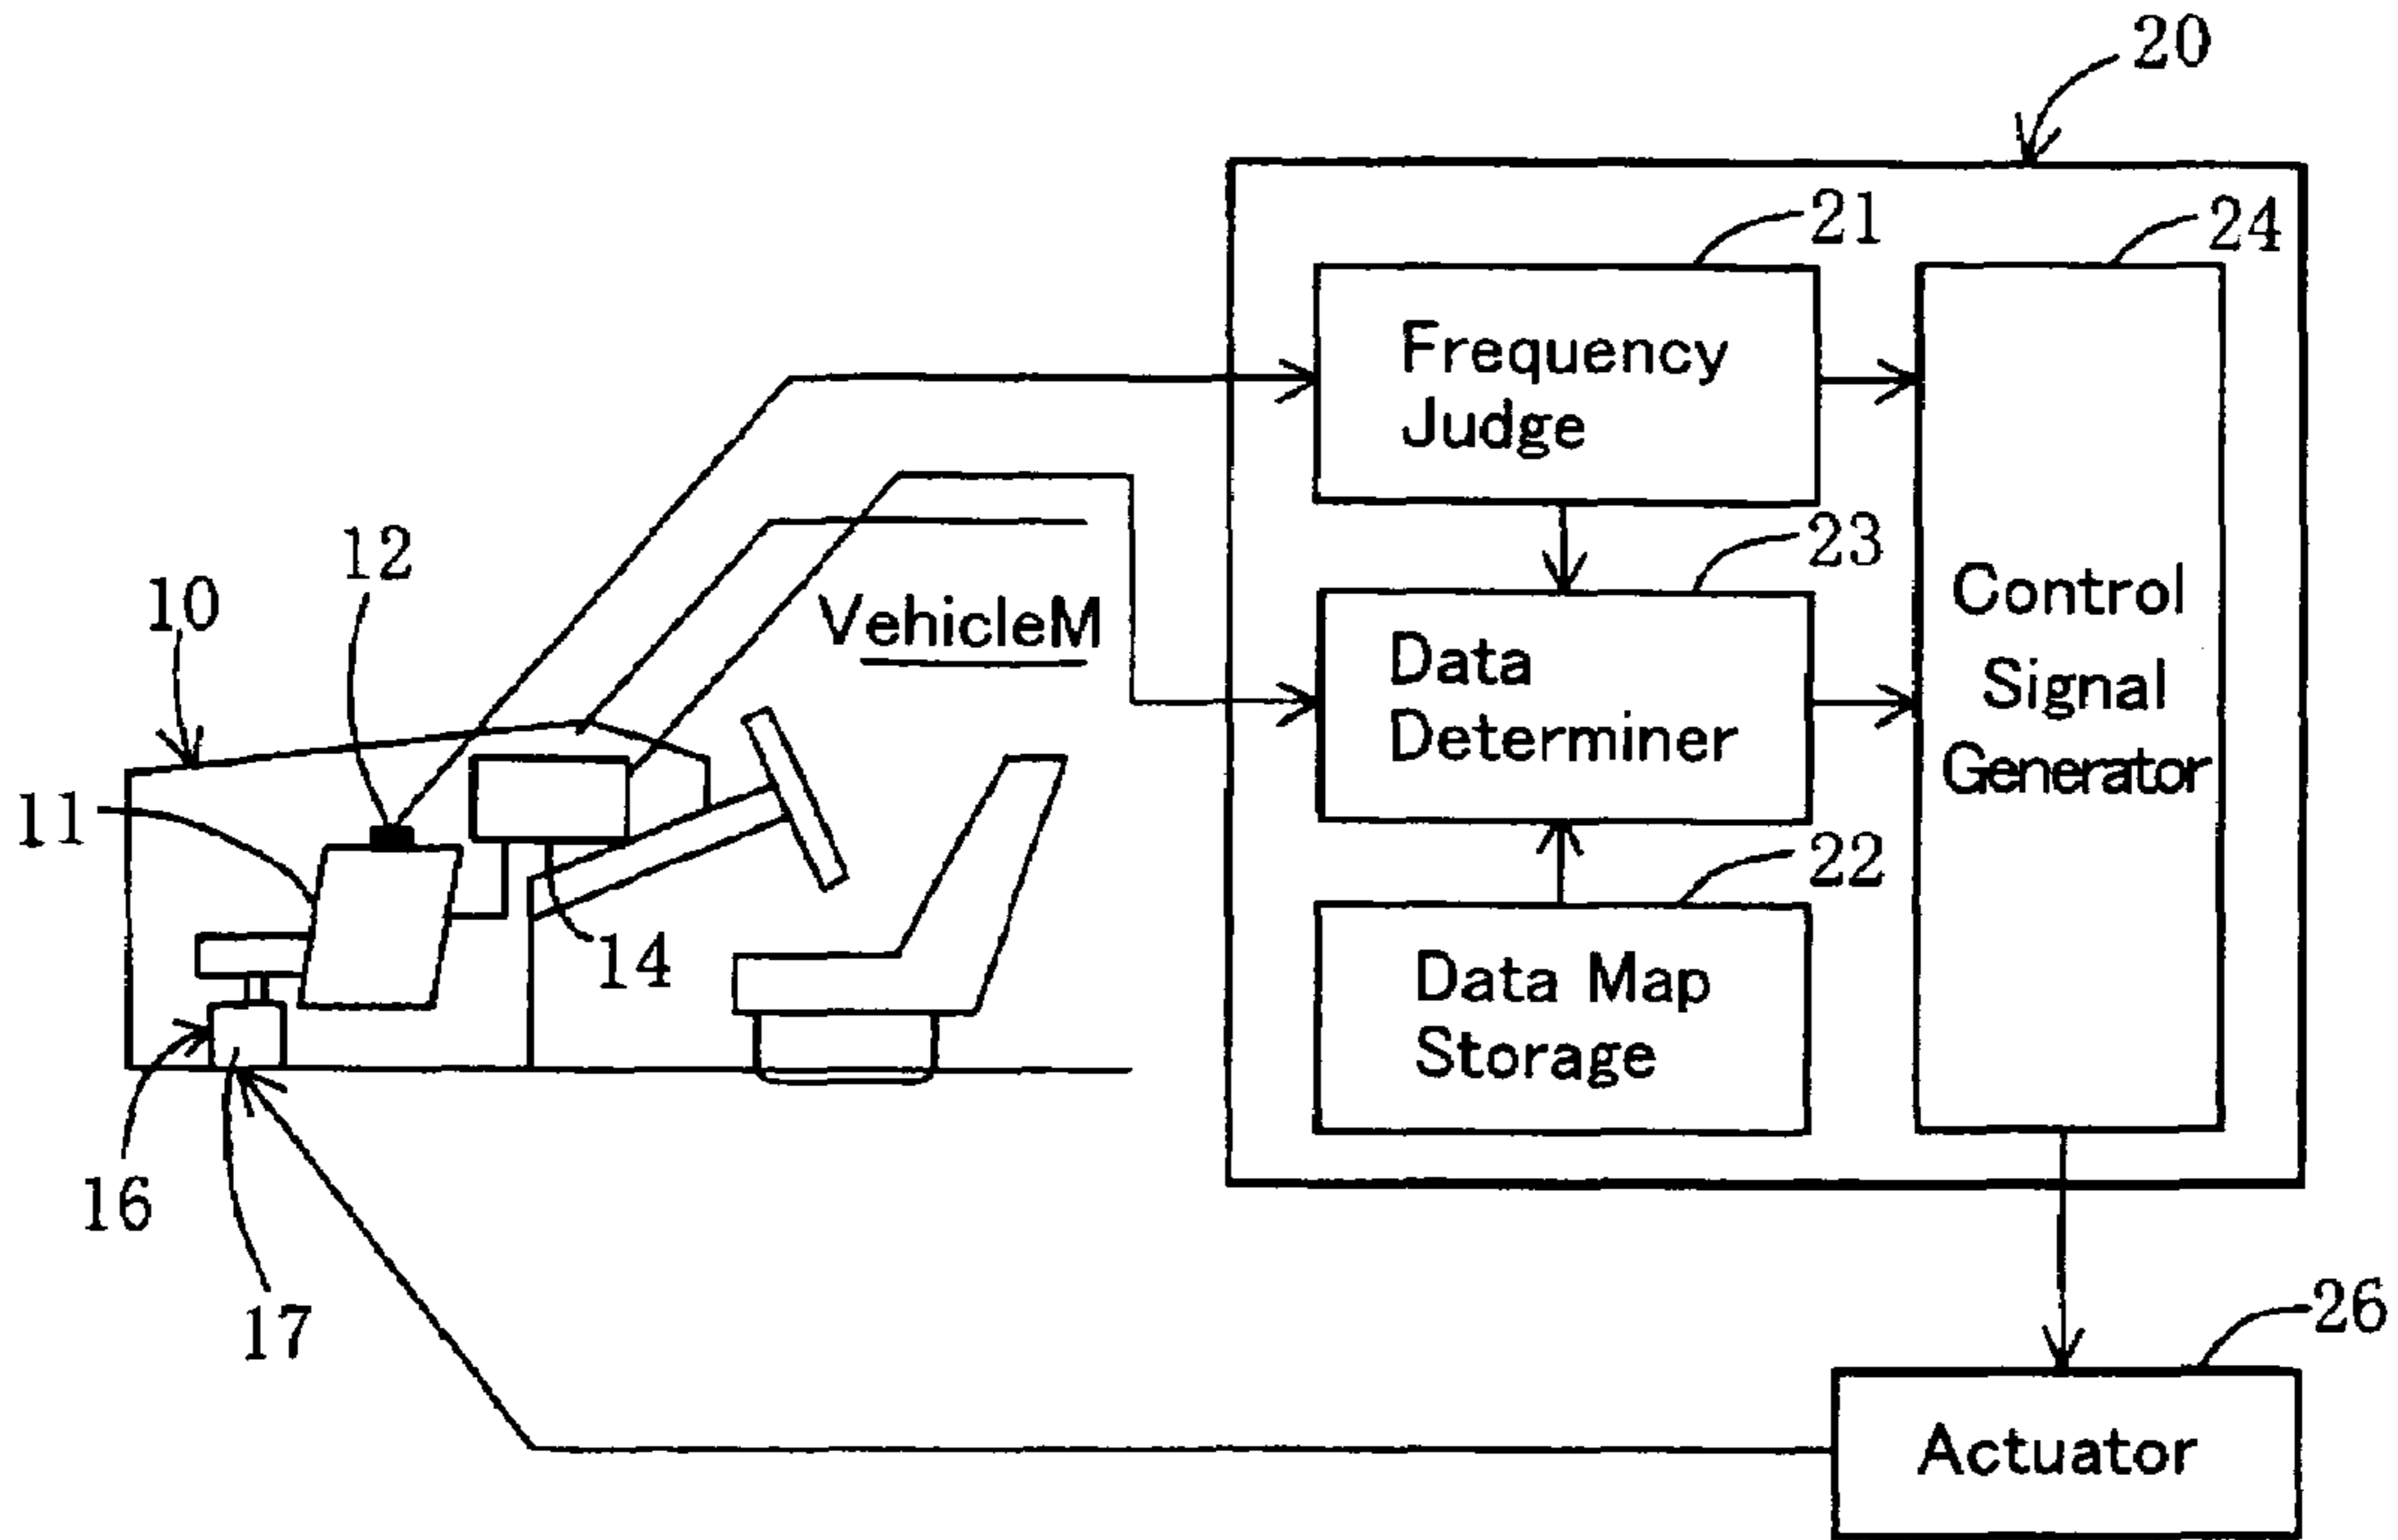 20
21
24
Frequency
Judge
12
10
VehicleM
23
Data
Determiner
Control
Signal
Generator
11
22
14
Data Map
Storage
16
17
26
Actuator